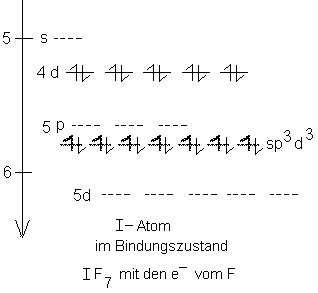 5 s
4 d
5 p
sp³d³
6
5d
I-Atom
im Bindungszustand
IF₇ mit den e⁻ vom F